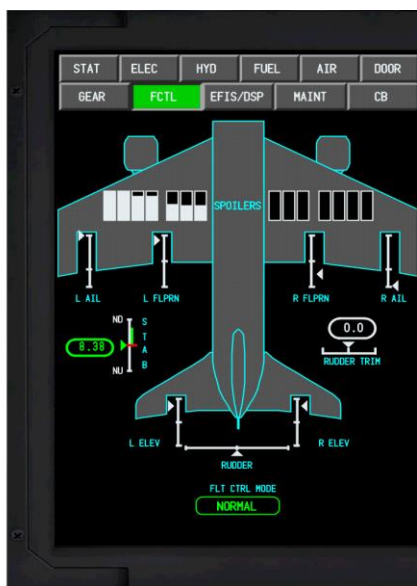 STAT ELEC HYD FUEL AIR DOOR
GEAR FCTL EFIS/DSP MAINT CB
SPOILERS
L AIL L FLPRN R FLPRN R AIL
ND
8.38
NU
STAB
0.0
RUDDER TRIM
L ELEV R ELEV
RUDDER
FLT CTRL MODE
NORMAL